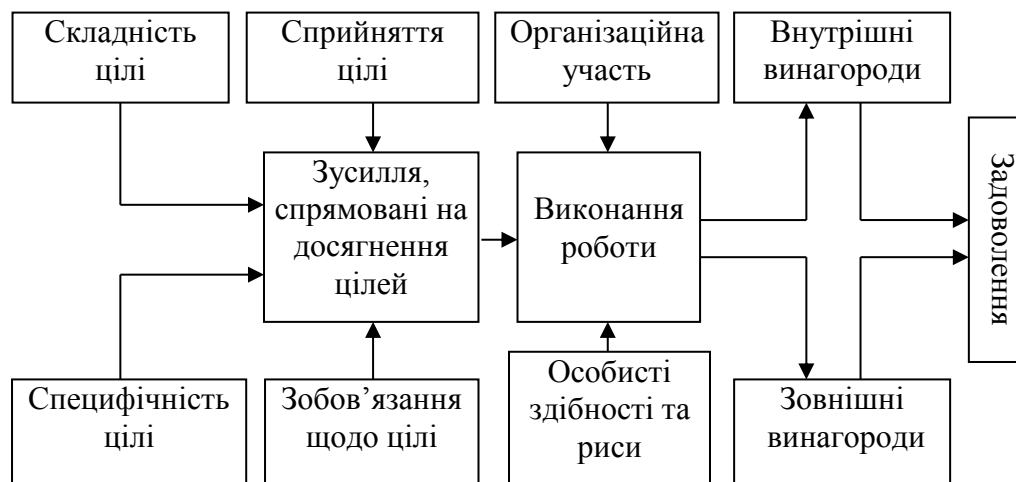 Складність
цілі
Сприйняття
цілі
Організаційна
участь
Внутрішні
винагороди
Зусилля,
спрямовані на
досягнення
цілей
Виконання
роботи
Задоволення
Специфічність
цілі
Зобов’язання
щодо цілі
Особисті
здібності та
риси
Зовнішні
винагороди